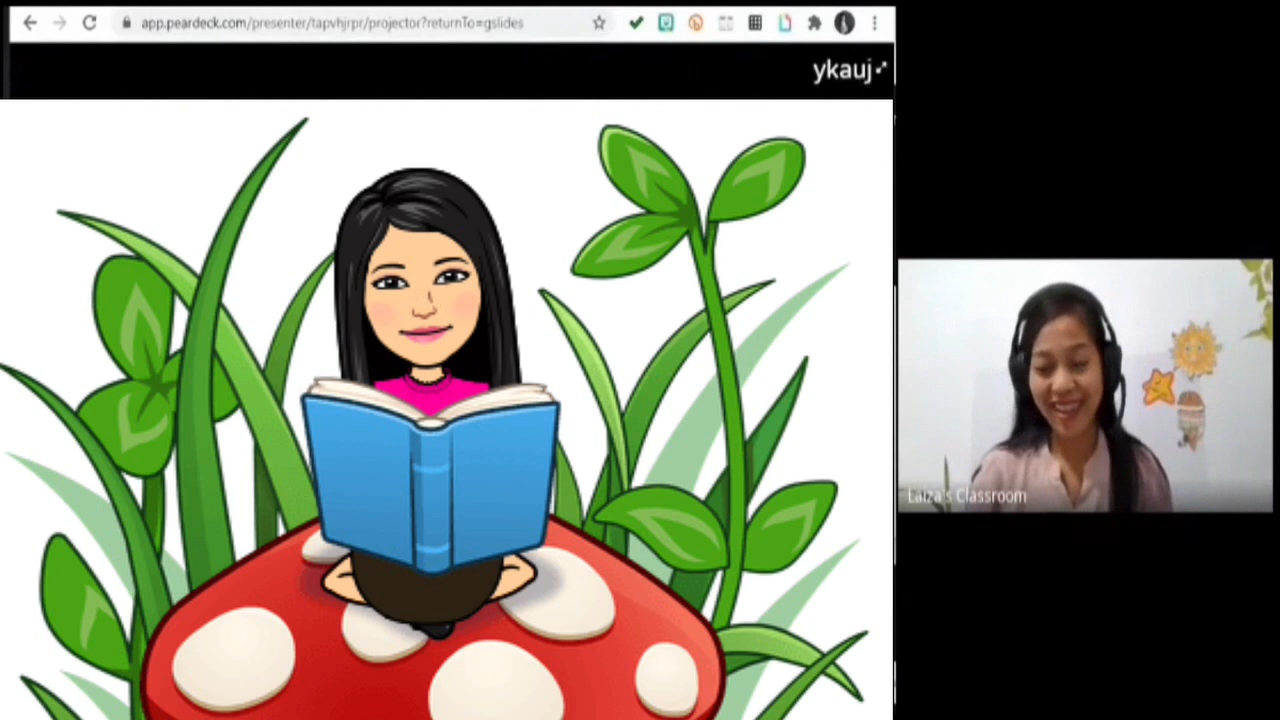 app.peardeck.com/presenter/tapvhjrpr/projector?returnTo=gslides
ykauj
Laiza's Classroom